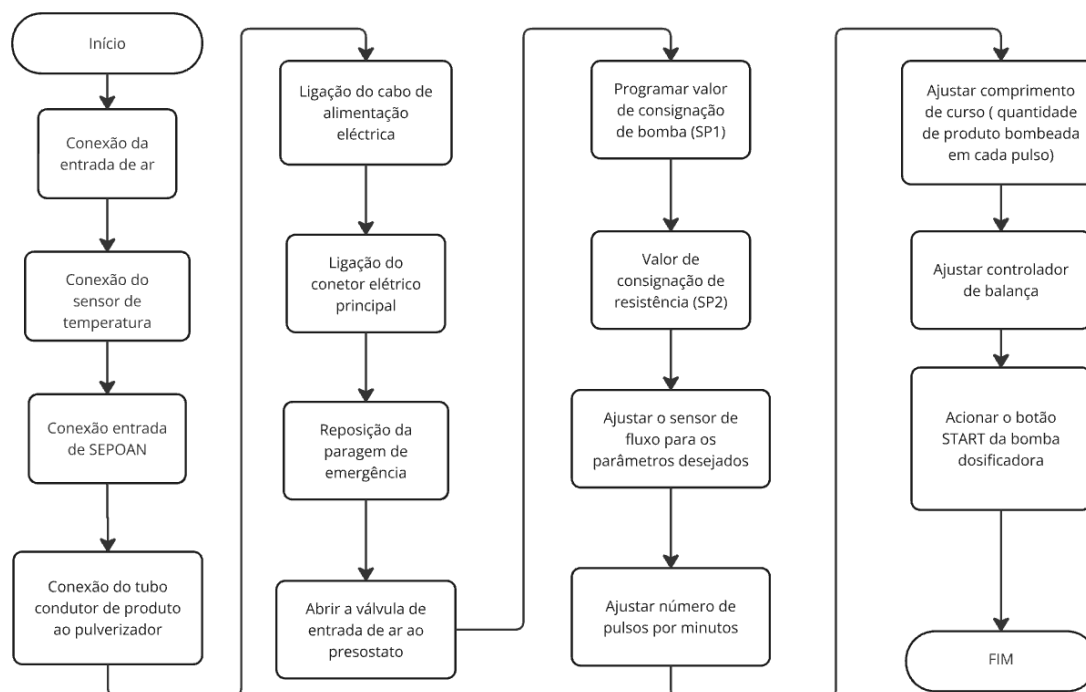 Início
Conexão da
entrada de ar
Conexão do
sensor de
temperatura
Conexão entrada
de SEPOAN
Conexão do tubo
condutor de produto
ao pulverizador
Ligação do cabo de
alimentação
eléctrica
Ligação do
conetor elétrico
principal
Reposição da
paragem de
emergência
Abrir a válvula de
entrada de ar ao
presostato
Programar valor
de consignação
de bomba (SP1)
Valor de
consignação de
resistência (SP2)
Ajustar o sensor de
fluxo para os
parâmetros desejados
Ajustar número de
pulsos por minutos
Ajustar comprimento
de curso ( quantidade
de produto bombeada
em cada pulso)
Ajustar controlador
de balança
Acionar o botão
START da bomba
dosificadora
FIM